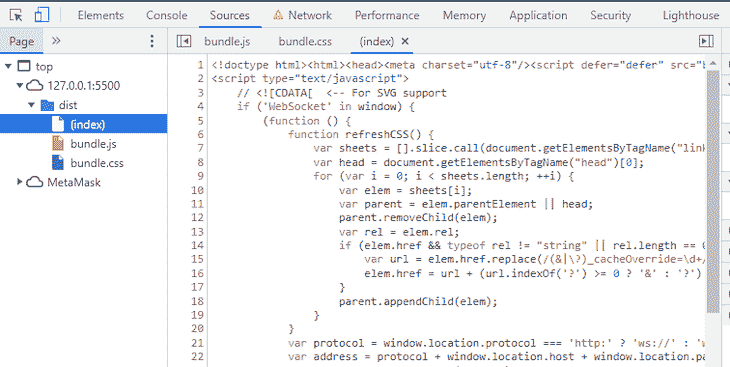 Elements Console Sources Network Performance Memory Application Security Lighthouse
Page » bundle.js bundle.css (index) ×
top
127.0.0.1:5500
dist
(index)
bundle.js
bundle.css
MetaMask
1 <!doctype html><html><head><meta charset="utf-8"/><script defer="defer" src="b
2 <script type="text/javascript">
3 // <![CDATA[ <-- For SVG support
4 if ('WebSocket' in window) {
5 (function () {
6 function refreshCSS() {
7 var sheets = [].slice.call(document.getElementsByTagName("link
8 var head = document.getElementsByTagName("head")[0];
9 for (var i = 0; i < sheets.length; ++i) {
10 var elem = sheets[i];
11 var parent = elem.parentElement || head;
12 parent.removeChild(elem);
13 var rel = elem.rel;
14 if (elem.href && typeof rel != "string" || rel.length == 0
15 var url = elem.href.replace(/(&|\?)_cacheOverride=\d+/
16 elem.href = url + (url.indexOf('?') >= 0 ? '&' : '?')
17 }
18 parent.appendChild(elem);
19 }
20 }
21 var protocol = window.location.protocol === 'http:' ? 'ws://' : 'w
22 var address = protocol + window.location.host + window.location.pa